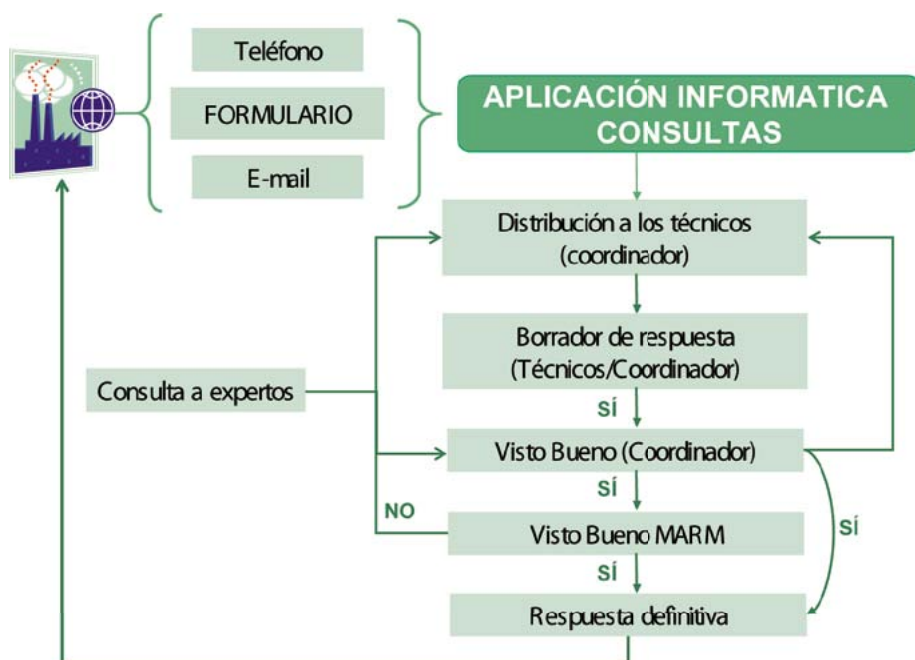 Teléfono
FORMULARIO
E-mail
APLICACIÓN INFORMATICA
CONSULTAS
Distribución a los técnicos
(coordinador)
Borrador de respuesta
(Técnicos/Coordinador)
Consulta a expertos
SÍ
Visto Bueno (Coordinador)
SÍ
NO
Visto Bueno MARM
SÍ
SÍ
Respuesta definitiva